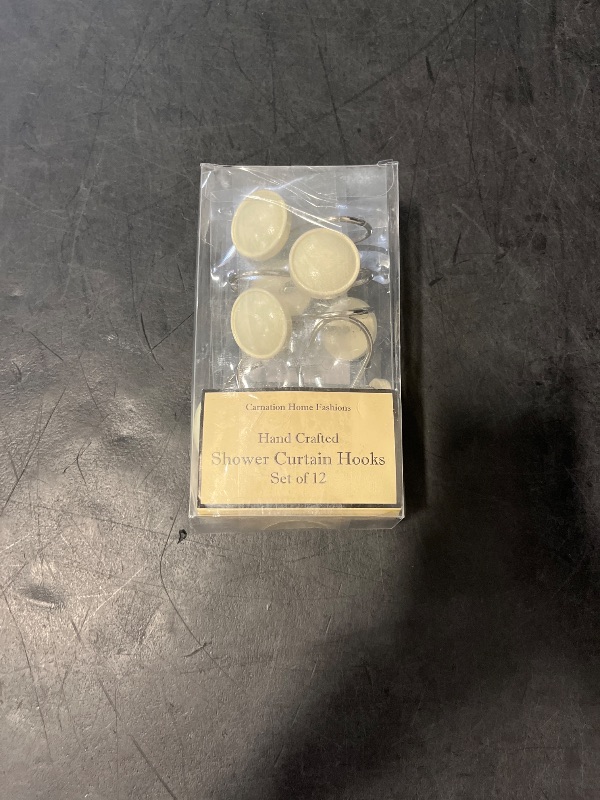 Carnation Home Fashions
Hand Crafted
Shower Curtain Hooks
Set of 12